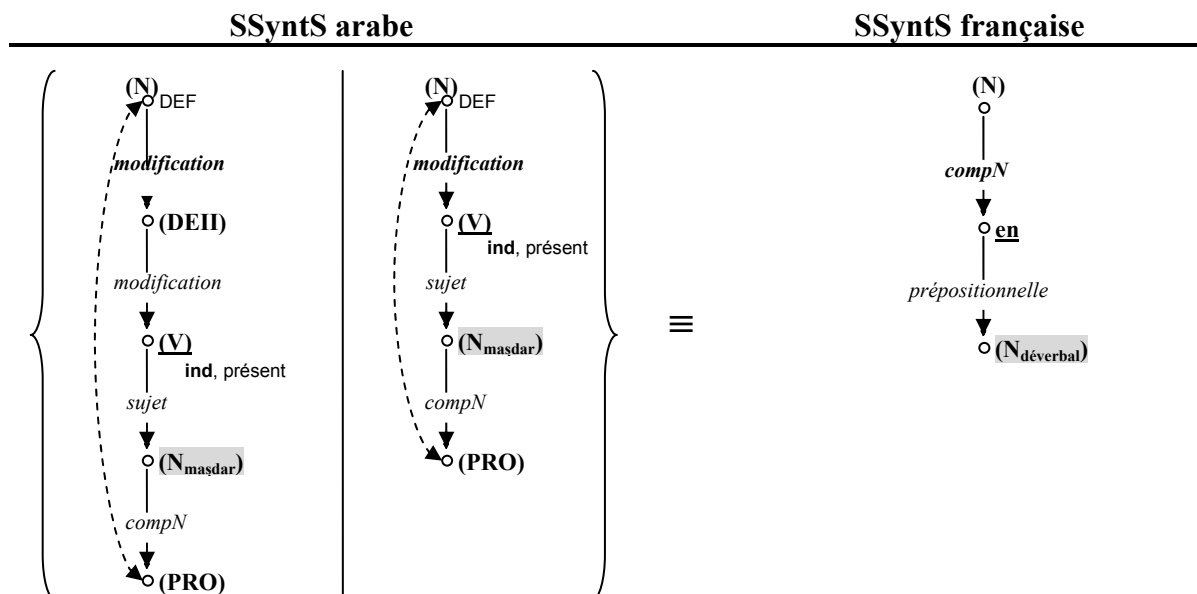 SSyntS arabe SSyntS française
(N) DEF (N) DEF (N)
modification modification compN
(DEII) (V) en
ind, présent
modification sujet prépositionnelle
(V) (Nmaṣdar) ≡ (Ndéverbal)
ind, présent
sujet compN
(Nmaṣdar) (PRO)
compN
(PRO)